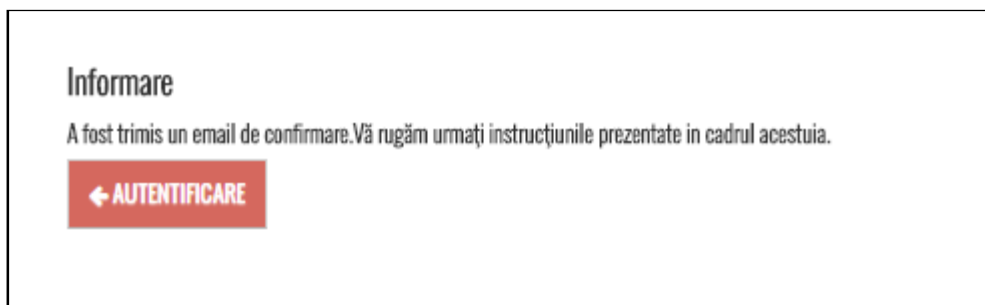 Informare
A fost trimis un email de confirmare.Vă rugăm urmați instrucțiunile prezentate in cadrul acestuia.
AUTENTIFICARE